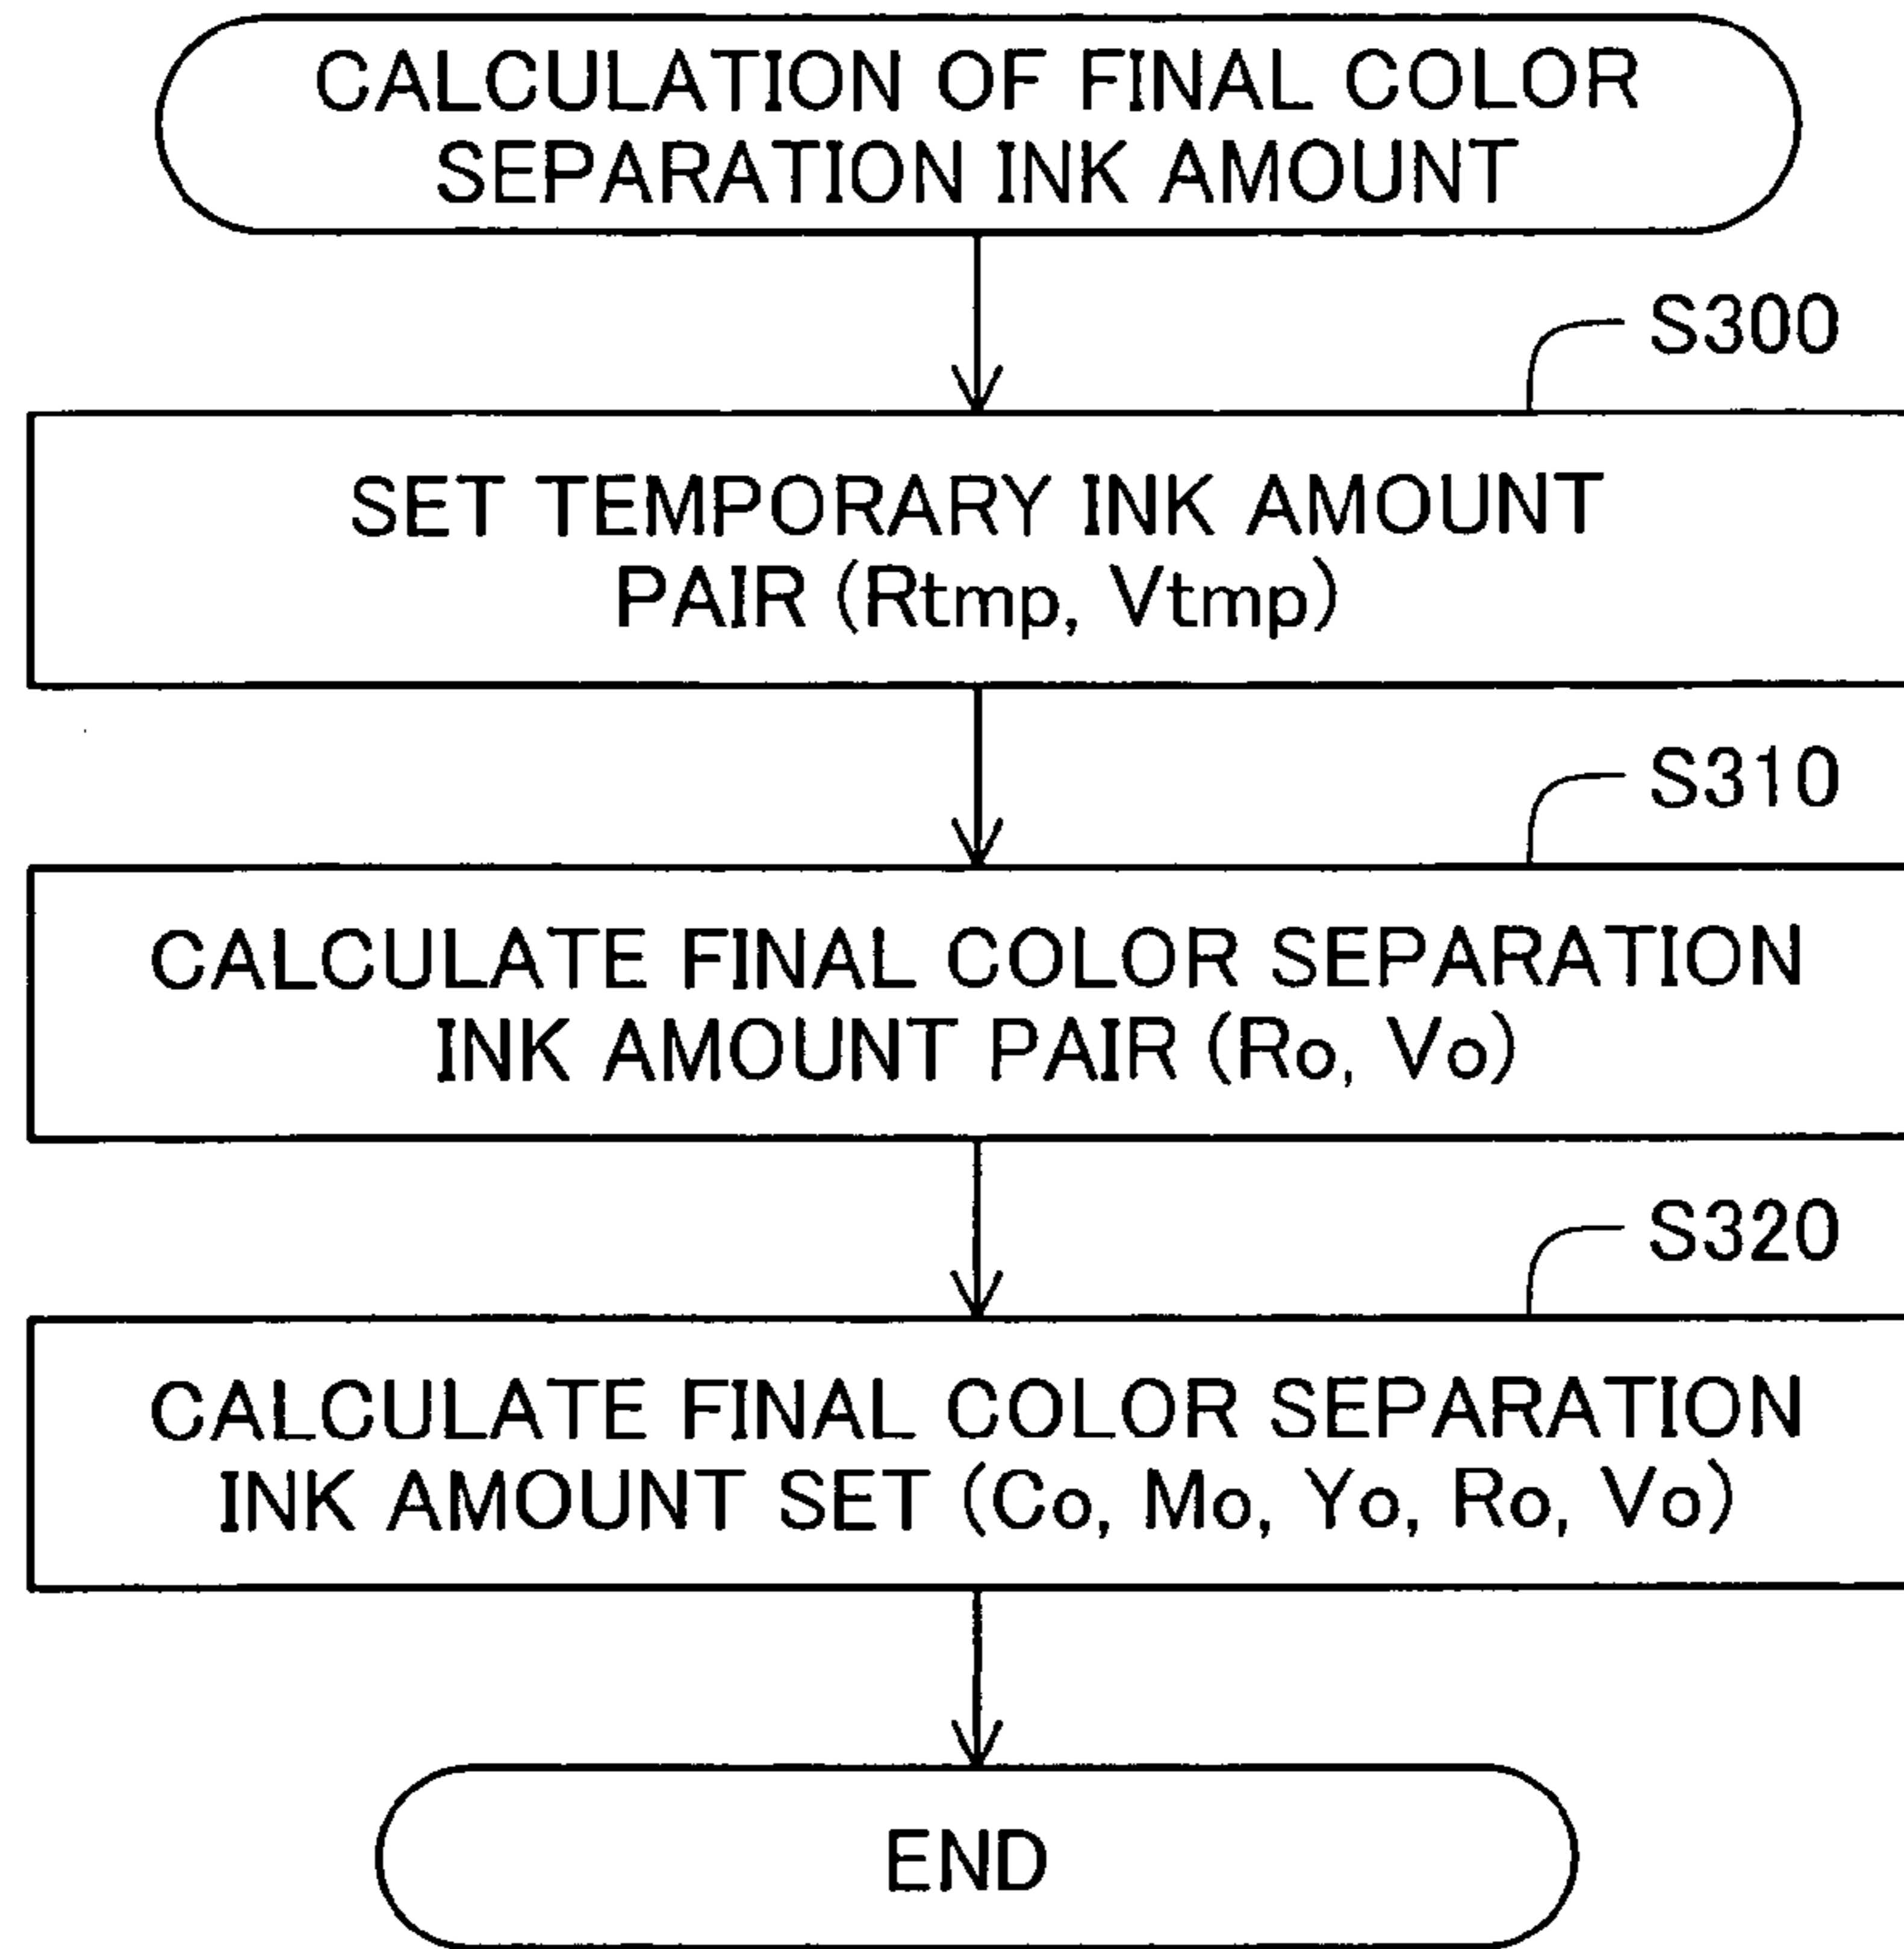 CALCULATION OF FINAL COLOR
SEPARATION INK AMOUNT
S300
SET TEMPORARY INK AMOUNT
PAIR (Rtmp, Vtmp)
S310
CALCULATE FINAL COLOR SEPARATION
INK AMOUNT PAIR (Ro, Vo)
S320
CALCULATE FINAL COLOR SEPARATION
INK AMOUNT SET (Co, Mo, Yo, Ro, Vo)
END